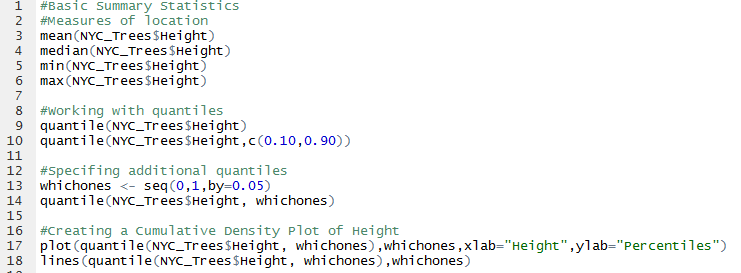 1 #Basic Summary Statistics
2 #Measures of location
3 mean(NYC_Trees$Height)
4 median(NYC_Trees$Height)
5 min(NYC_Trees$Height)
6 max(NYC_Trees$Height)
7
8 #Working with quantiles
9 quantile(NYC_Trees$Height)
10 quantile(NYC_Trees$Height,c(0.10,0.90))
11
12 #Specifing additional quantiles
13 whichones <- seq(0,1,by=0.05)
14 quantile(NYC_Trees$Height, whichones)
15
16 #Creating a Cumulative Density Plot of Height
17 plot(quantile(NYC_Trees$Height, whichones),whichones,xlab="Height",ylab="Percentiles")
18 lines(quantile(NYC_Trees$Height, whichones),whichones)